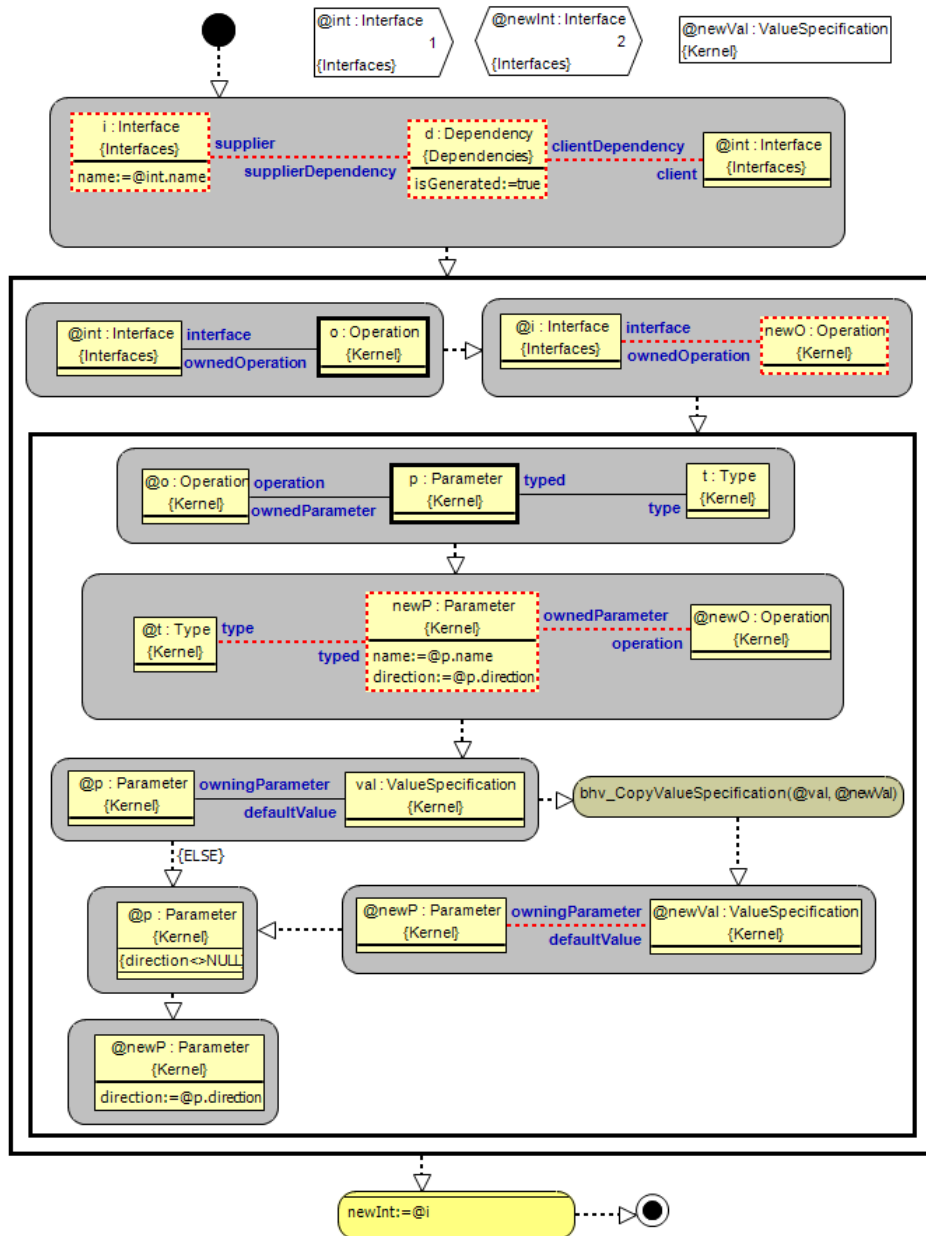 @int : Interface
1
{Interfaces}
@newInt : Interface
2
{Interfaces}
@newVal : ValueSpecification
{Kernel}
i : Interface
{Interfaces}
name:=@int.name
supplier
supplierDependency
d : Dependency
{Dependencies}
isGenerated:=true
clientDependency
client
@int : Interface
{Interfaces}
@int : Interface
{Interfaces}
interface
ownedOperation
o : Operation
{Kernel}
@i : Interface
{Interfaces}
interface
ownedOperation
newO : Operation
{Kernel}
@o : Operation
{Kernel}
operation
ownedParameter
p : Parameter
{Kernel}
typed
type
t : Type
{Kernel}
@t : Type
{Kernel}
type
typed
newP : Parameter
{Kernel}
name:=@p.name
direction:=@p.direction
ownedParameter
operation
@newO : Operation
{Kernel}
@p : Parameter
{Kernel}
owningParameter
defaultValue
val : ValueSpecification
{Kernel}
bhv_CopyValueSpecification(@val, @newVal)
{ELSE}
@p : Parameter
{Kernel}
{direction<>NULL}
@newP : Parameter
{Kernel}
owningParameter
defaultValue
@newVal : ValueSpecification
{Kernel}
@newP : Parameter
{Kernel}
direction:=@p.direction
newInt:=@i